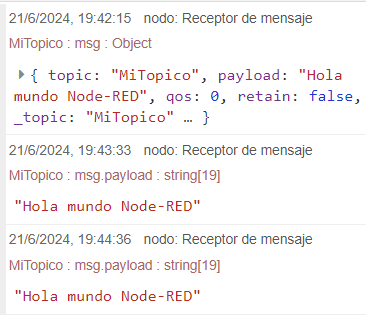 21/6/2024, 19:42:15 nodo: Receptor de mensaje
MiTopico : msg : Object
{ topic: "MiTopico", payload: "Hola
mundo Node-RED", qos: 0, retain: false,
_topic: "MiTopico" … }
21/6/2024, 19:43:33 nodo: Receptor de mensaje
MiTopico : msg.payload : string[19]
"Hola mundo Node-RED"
21/6/2024, 19:44:36 nodo: Receptor de mensaje
MiTopico : msg.payload : string[19]
"Hola mundo Node-RED"